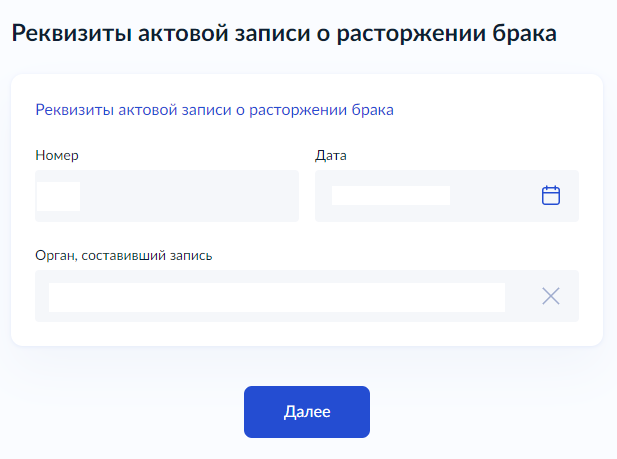 Реквизиты актовой записи о расторжении брака
Реквизиты актовой записи о расторжении брака
Номер
Дата
Орган, составивший запись
Далее